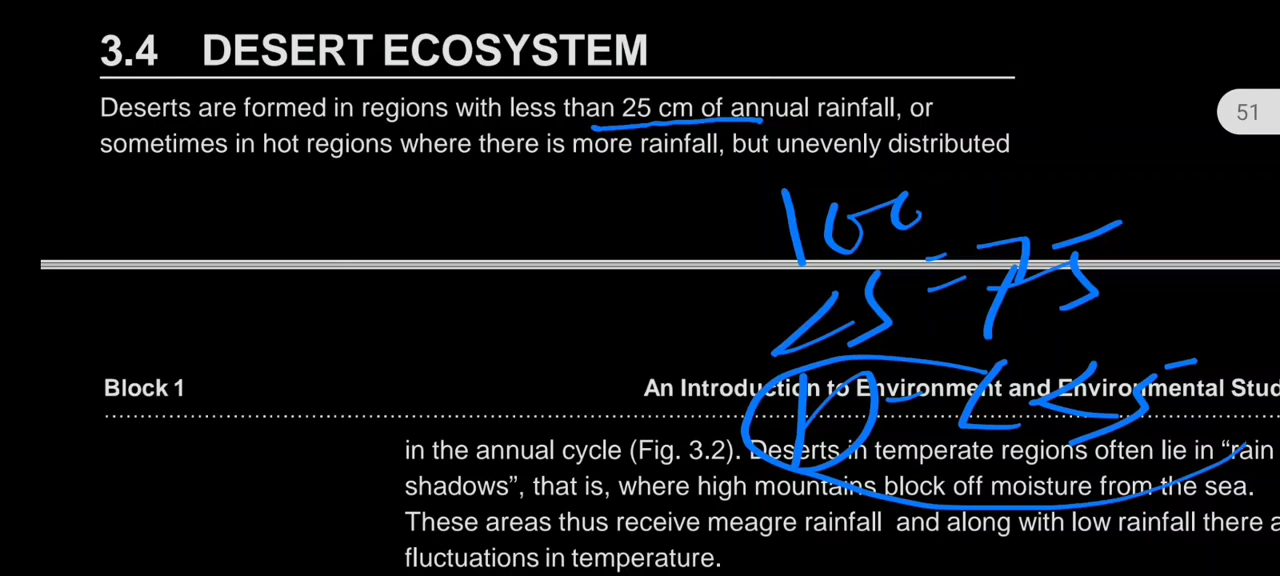 3.4 DESERT ECOSYSTEM
Deserts are formed in regions with less than 25 cm of annual rainfall, or
51
sometimes in hot regions where there is more rainfall, but unevenly distributed
100
= 75
25
Block 1 An Introduction to Environment and Environmental Stud
in the annual cycle (Fig. 3.2). Deserts in temperate regions often lie in “rain
shadows”, that is, where high mountains block off moisture from the sea.
These areas thus receive meagre rainfall and along with low rainfall there a
fluctuations in temperature.